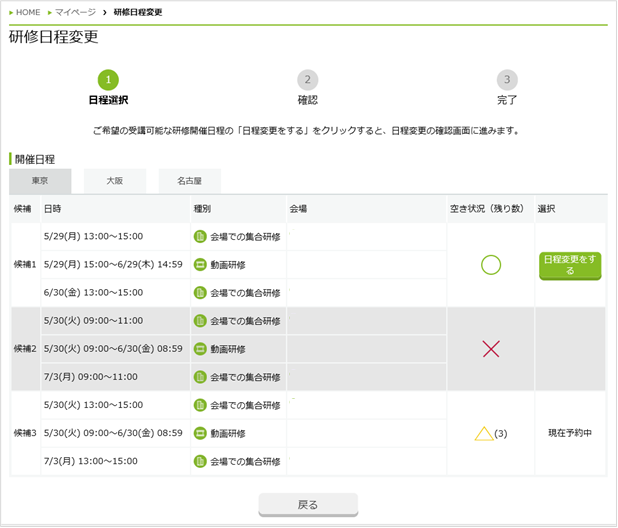 HOME マイページ 研修日程変更
研修日程変更
1 2 3
日程選択 確認 完了
ご希望の受講可能な研修開催日程の「日程変更をする」をクリックすると、日程変更の確認画面に進みます。
開催日程
東京 大阪 名古屋
候補 日時 種別 会場 空き状況（残り数） 選択
5/29(月) 13:00～15:00 会場での集合研修
候補1 5/29(月) 15:00～6/29(木) 14:59 動画研修 ○ 日程変更をす
る
6/30(金) 13:00～15:00 会場での集合研修
5/30(火) 09:00～11:00 会場での集合研修
候補2 5/30(火) 09:00～6/30(金) 08:59 動画研修 ×
7/3(月) 09:00～11:00 会場での集合研修
5/30(火) 13:00～15:00 会場での集合研修
候補3 5/30(火) 09:00～6/30(金) 08:59 動画研修 △(3) 現在予約中
7/3(月) 13:00～15:00 会場での集合研修
戻る